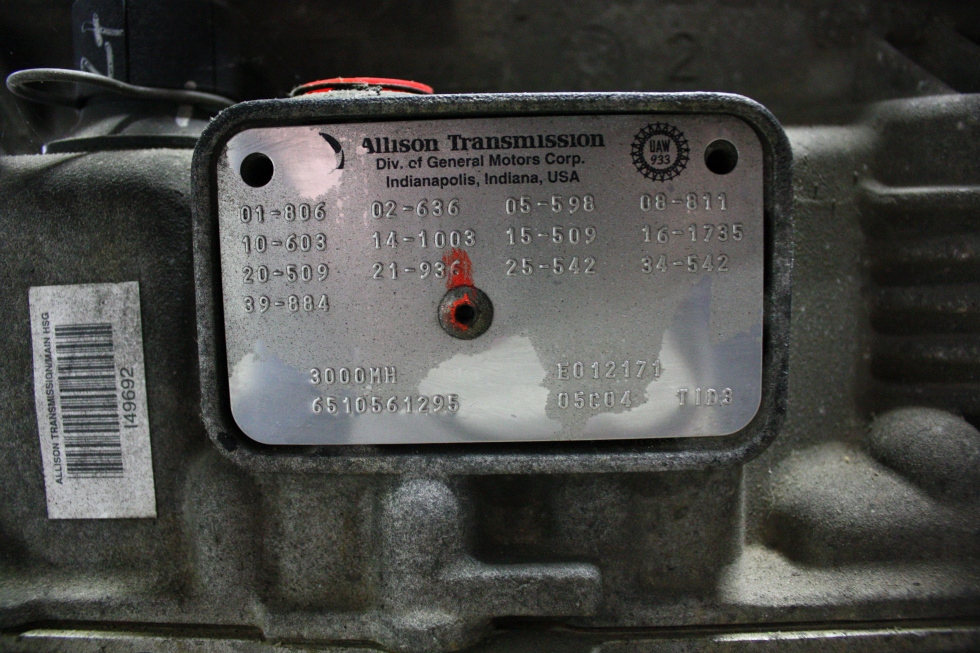 2
Allison Transmission
Div. of General Motors Corp.
Indianapolis, Indiana, USA
UAW
933
01-806 02-636 05-598 08-811
10-603 14-1003 15-509 16-1735
20-509 21-936 25-542 34-542
39-884
3000MH E012171
6510561295 05C04 TID3
ALLISON TRANSMISSION/MAIN HSG
149692